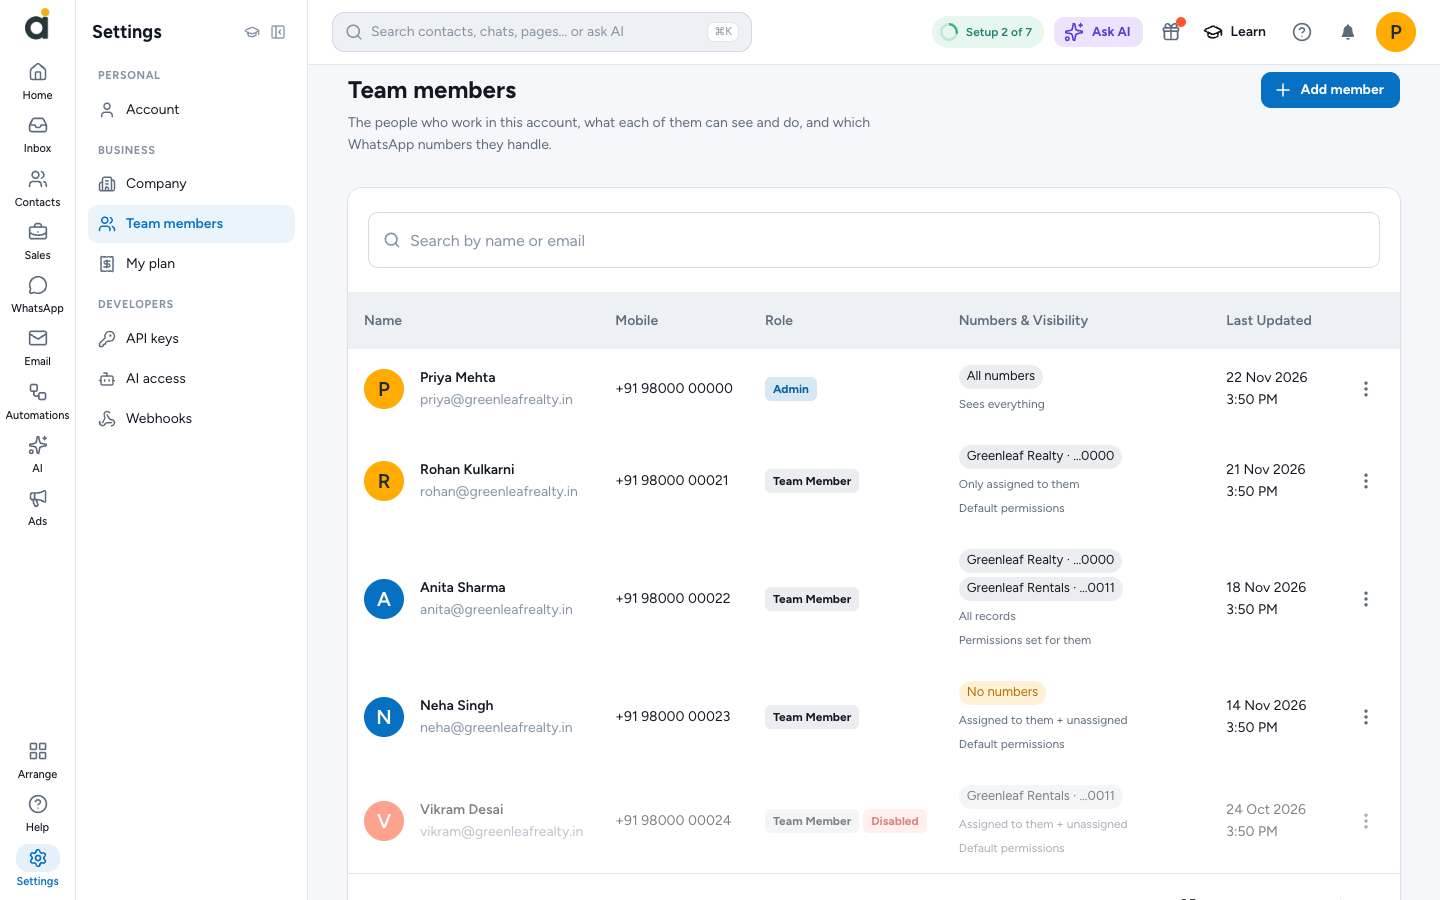 Settings
Search contacts, chats, pages... or ask AI
⌘K
Setup 2 of 7
Ask AI
Learn
P
Home
Inbox
Contacts
Sales
WhatsApp
Email
Automations
AI
Ads
Arrange
Help
Settings
PERSONAL
Account
BUSINESS
Company
Team members
My plan
DEVELOPERS
API keys
AI access
Webhooks
Team members
Add member
The people who work in this account, what each of them can see and do, and which
WhatsApp numbers they handle.
Search by name or email
Name Mobile Role Numbers & Visibility Last Updated
P
Priya Mehta
priya@greenleafrealty.in
+91 98000 00000
Admin
All numbers
Sees everything
22 Nov 2026
3:50 PM
R
Rohan Kulkarni
rohan@greenleafrealty.in
+91 98000 00021
Team Member
Greenleaf Realty · ...0000
Only assigned to them
Default permissions
21 Nov 2026
3:50 PM
A
Anita Sharma
anita@greenleafrealty.in
+91 98000 00022
Team Member
Greenleaf Realty · ...0000
Greenleaf Rentals · ...0011
All records
Permissions set for them
18 Nov 2026
3:50 PM
N
Neha Singh
neha@greenleafrealty.in
+91 98000 00023
Team Member
No numbers
Assigned to them + unassigned
Default permissions
14 Nov 2026
3:50 PM
V
Vikram Desai
vikram@greenleafrealty.in
+91 98000 00024
Team Member
Disabled
Greenleaf Rentals · ...0011
Assigned to them + unassigned
Default permissions
24 Oct 2026
3:50 PM